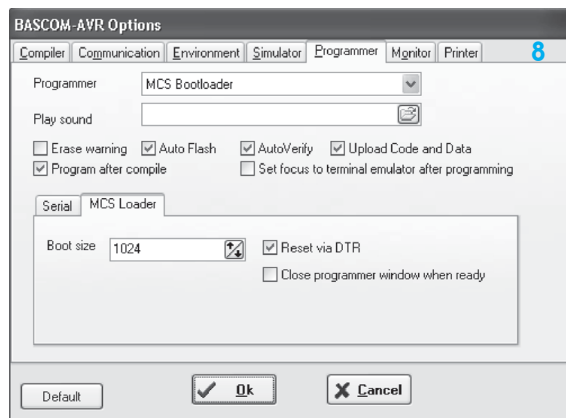 BASCOM-AVR Options
Compiler Communication Environment Simulator Programmer Monitor Printer 8
Programmer MCS Bootloader
Play sound
Erase warning Auto Flash AutoVerify Upload Code and Data
Program after compile Set focus to terminal emulator after programming
Serial MCS Loader
Boot size 1024 Reset via DTR
Close programmer window when ready
Default Ok Cancel